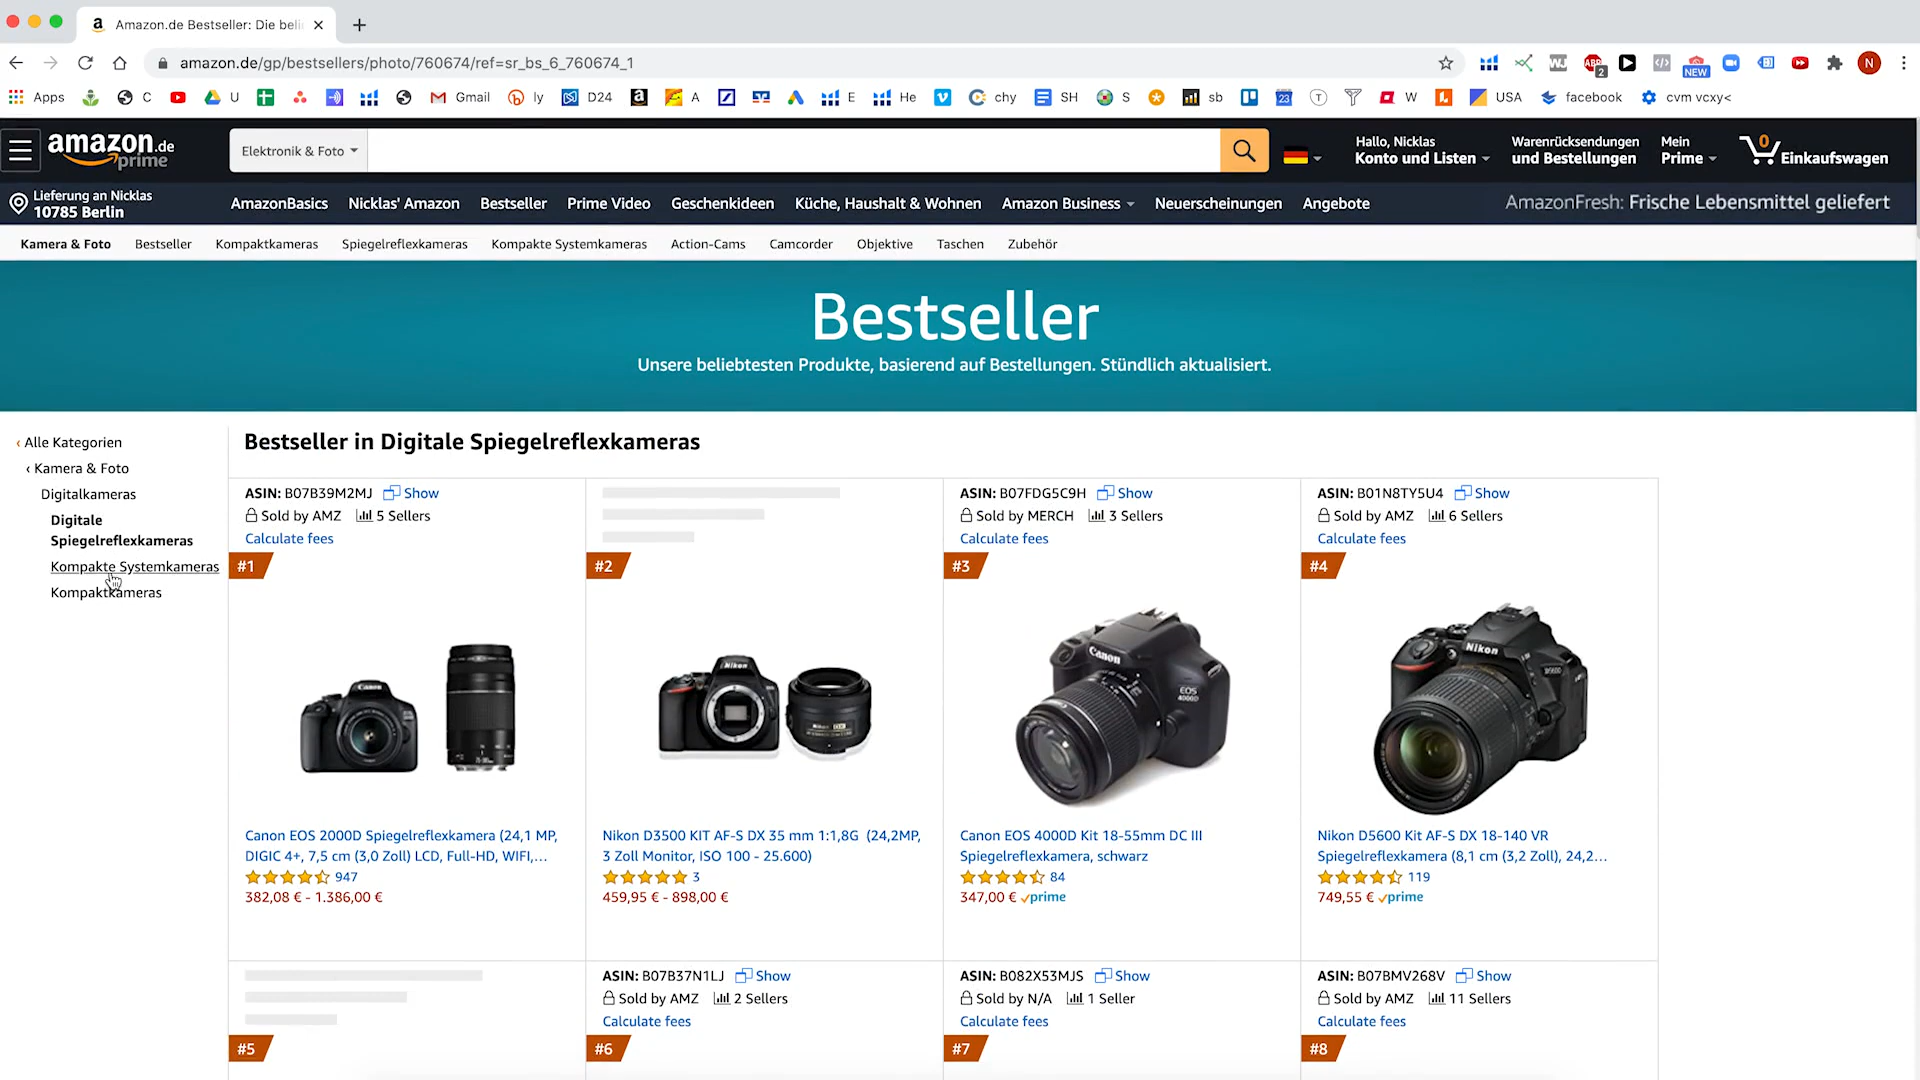 Amazon.de Bestseller: Die beli
amazon.de/gp/bestsellers/photo/760674/ref=sr_bs_6_760674_1
ABP 2
NEW
N
Apps C U Gmail ly D24 A E He chy SH S sb 23 T W USA facebook cvm vcxy<
amazon.de
prime
Elektronik & Foto
Hallo, Nicklas
Konto und Listen
Warenrücksendungen
und Bestellungen
Mein
Prime
0
Einkaufswagen
Lieferung an Nicklas
10785 Berlin
AmazonBasics Nicklas' Amazon Bestseller Prime Video Geschenkideen Küche, Haushalt & Wohnen Amazon Business Neuerscheinungen Angebote
AmazonFresh: Frische Lebensmittel geliefert
Kamera & Foto Bestseller Kompaktkameras Spiegelreflexkameras Kompakte Systemkameras Action-Cams Camcorder Objektive Taschen Zubehör
Bestseller
Unsere beliebtesten Produkte, basierend auf Bestellungen. Stündlich aktualisiert.
‹ Alle Kategorien
‹ Kamera & Foto
Digitalkameras
Digitale
Spiegelreflexkameras
Kompakte Systemkameras
Kompaktkameras
Bestseller in Digitale Spiegelreflexkameras
ASIN: B07B39M2MJ Show
Sold by AMZ 5 Sellers
Calculate fees
#1
Canon
Canon EOS 2000D Spiegelreflexkamera (24,1 MP,
DIGIC 4+, 7,5 cm (3,0 Zoll) LCD, Full-HD, WIFI,...
947
382,08 € - 1.386,00 €
#2
Nikon
Nikon D3500 KIT AF-S DX 35 mm 1:1,8G (24,2MP,
3 Zoll Monitor, ISO 100 - 25.600)
3
459,95 € - 898,00 €
ASIN: B07FDG5C9H Show
Sold by MERCH 3 Sellers
Calculate fees
#3
Canon
EOS
4000D
Canon EOS 4000D Kit 18-55mm DC III
Spiegelreflexkamera, schwarz
84
347,00 € prime
ASIN: B01N8TY5U4 Show
Sold by AMZ 6 Sellers
Calculate fees
#4
Nikon
D5600
Nikon D5600 Kit AF-S DX 18-140 VR
Spiegelreflexkamera (8,1 cm (3,2 Zoll), 24,2...
119
749,55 € prime
#5
ASIN: B07B37N1LJ Show
Sold by AMZ 2 Sellers
Calculate fees
#6
ASIN: B082X53MJS Show
Sold by N/A 1 Seller
Calculate fees
#7
ASIN: B07BMV268V Show
Sold by AMZ 11 Sellers
Calculate fees
#8